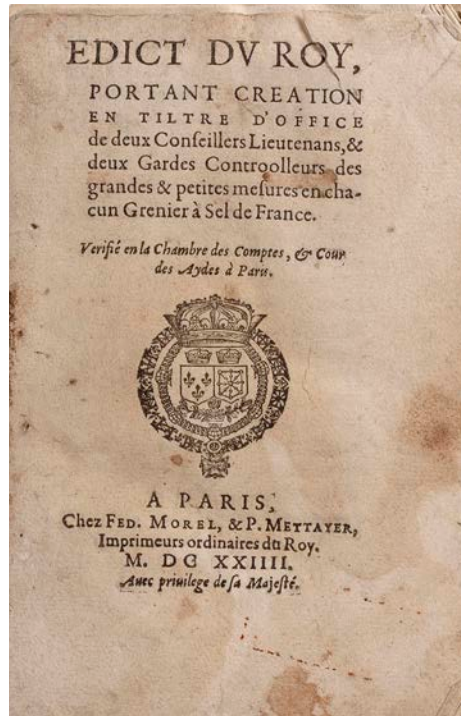 EDICT DV ROY,
PORTANT CREATION
EN TILTRE D'OFFICE
de deux Conſeillers Lieutenans, &
deux Gardes Controolleurs des
grandes & petites meſures en cha-
cun Grenier à Sel de France.
Verifié en la Chambre des Comptes, & Cour
des Aydes à Paris.
A PARIS,
Chez FED. MOREL, & P. METTAYER,
Imprimeurs ordinaires du Roy.
M. DC XXIIII.
Auec priuilege de ſa Majeſté.